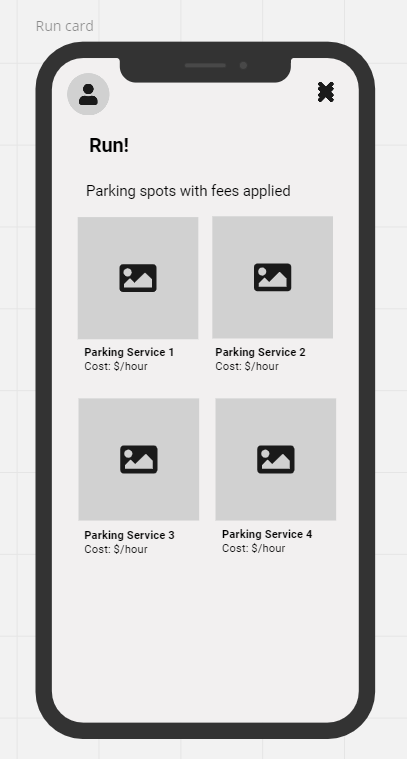 Run card
Run!
Parking spots with fees applied
Parking Service 1
Cost: $/hour
Parking Service 2
Cost: $/hour
Parking Service 3
Cost: $/hour
Parking Service 4
Cost: $/hour